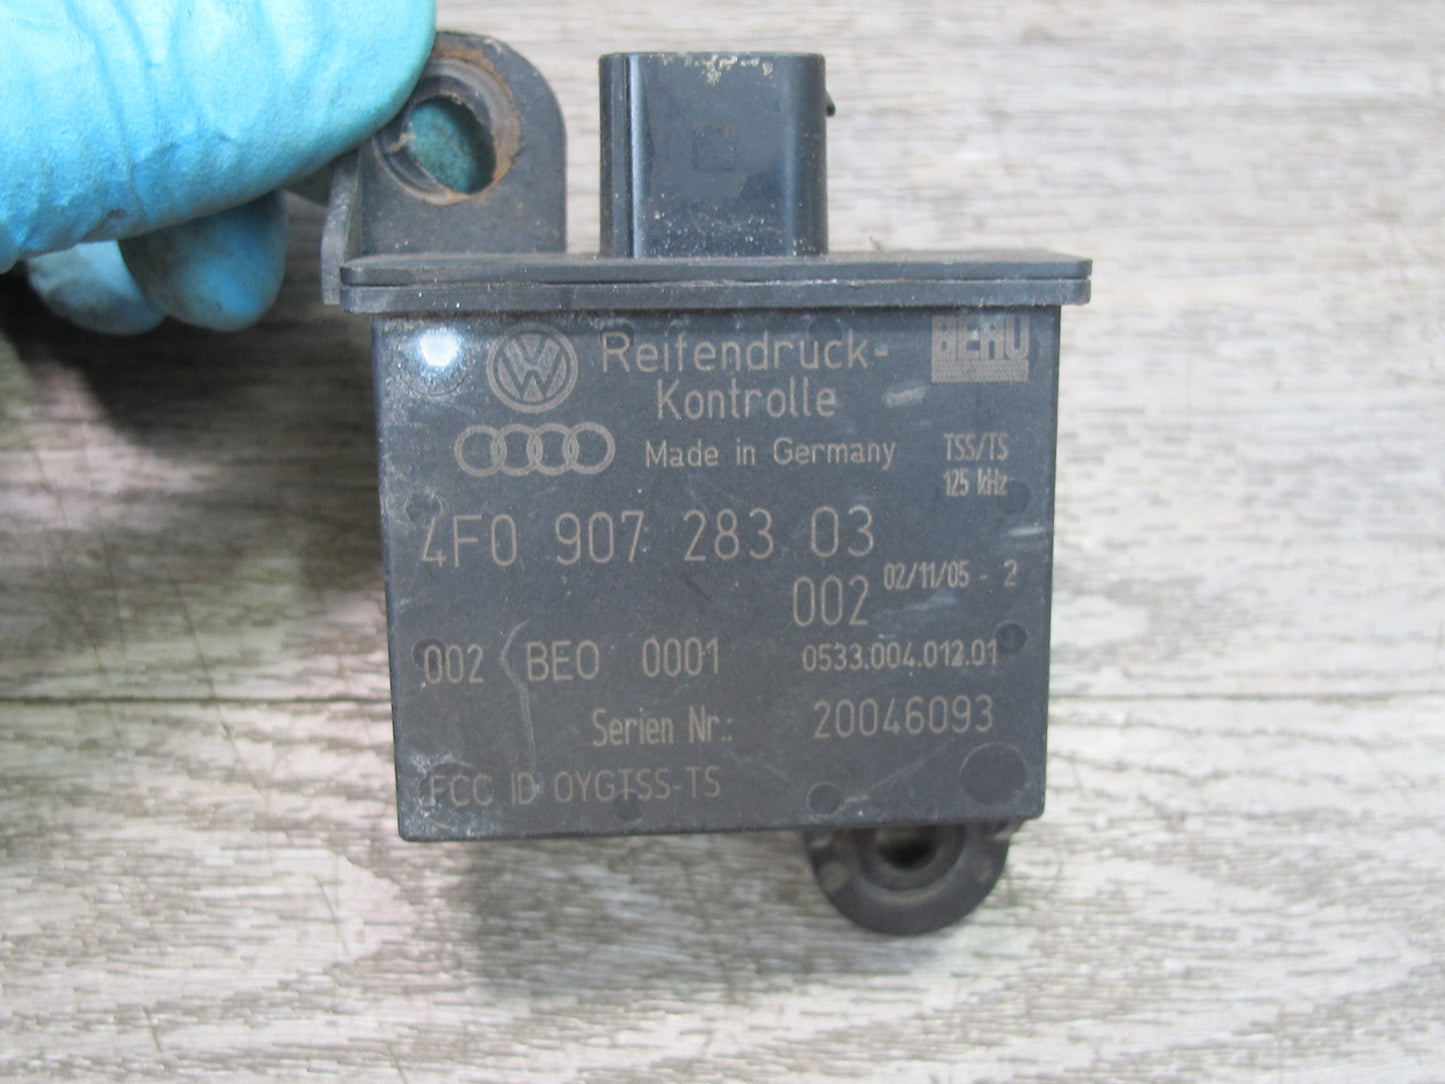 Reifendruck-
Kontrolle
BERU
Made in Germany
TSS/TS
125 kHz
4F0 907 283 03
002
02/11/05 - 2
002 BEO 0001
0533.004.012.01
Serien Nr.: 20046093
FCC ID OYGTSS-TS